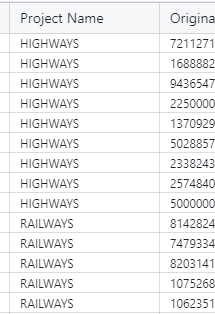 Project Name Origina
HIGHWAYS 7211271
HIGHWAYS 1688882
HIGHWAYS 9436547
HIGHWAYS 2250000
HIGHWAYS 1370929
HIGHWAYS 5028857
HIGHWAYS 2338243
HIGHWAYS 2574840
HIGHWAYS 5000000
RAILWAYS 8142824
RAILWAYS 7479334
RAILWAYS 8203141
RAILWAYS 1075268
RAILWAYS 1062351